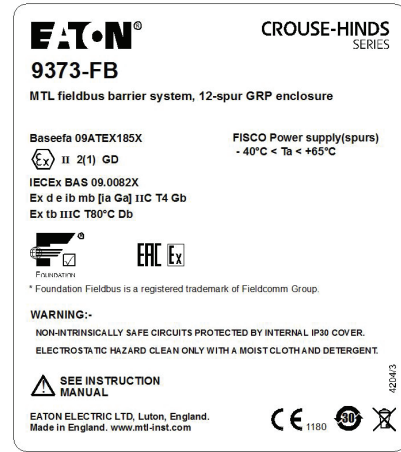 EATON®
CROUSE-HINDS
SERIES
9373-FB
MTL fieldbus barrier system, 12-spur GRP enclosure
Baseefa 09ATEX185X
FISCO Power supply(spurs)
Ex II 2(1) GD
- 40°C < Ta < +65°C
IECEx BAS 09.0082X
Ex d e ib mb [ia Ga] IIC T4 Gb
Ex tb IIIC T80°C Db
F ®
FOUNDATION
EAC Ex
* Foundation Fieldbus is a registered trademark of Fieldcomm Group.
WARNING:-
NON-INTRINSICALLY SAFE CIRCUITS PROTECTED BY INTERNAL IP30 COVER.
ELECTROSTATIC HAZARD CLEAN ONLY WITH A MOIST CLOTH AND DETERGENT.
SEE INSTRUCTION
MANUAL
4204/3
EATON ELECTRIC LTD, Luton, England.
Made in England. www.mtl-inst.com
CE 1180
30